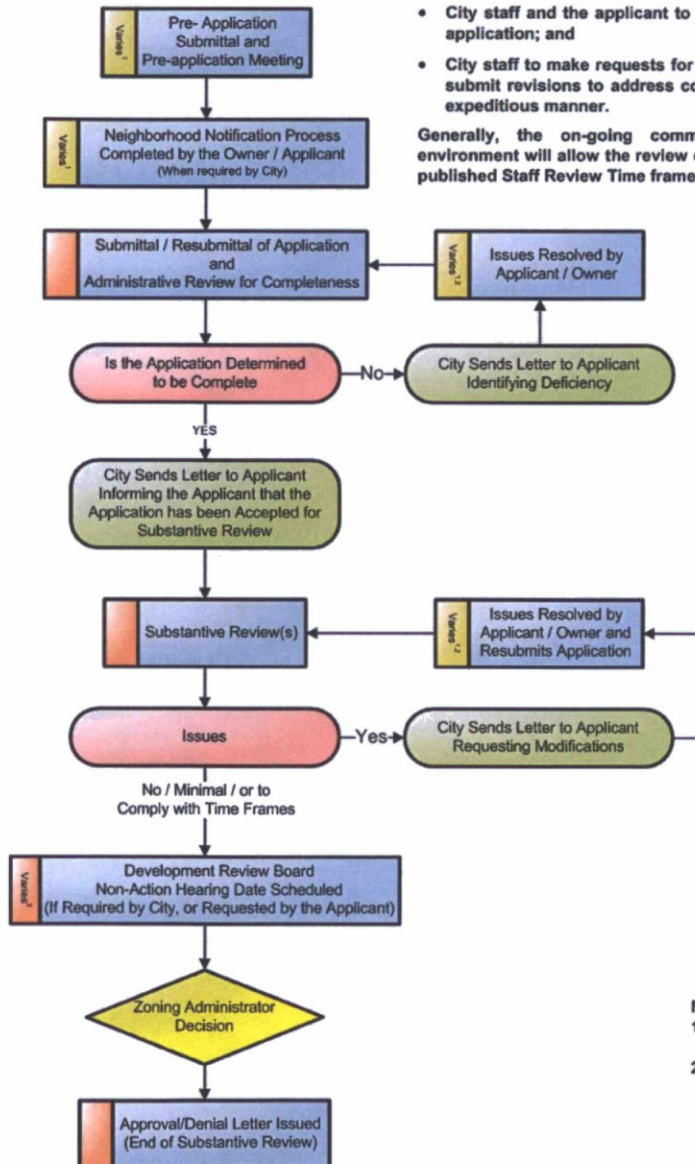 Pre- Application
Submittal and
Pre-application Meeting
Varies¹
• City staff and the applicant to
application; and
• City staff to make requests for
submit revisions to address
expeditious manner.
Generally, the on-going
environment will allow the review
published Staff Review Time
Neighborhood Notification Process
Completed by the Owner / Applicant
(When required by City)
Varies¹
Submittal / Resubmittal of Application
and
Administrative Review for Completeness
Issues Resolved by
Applicant / Owner
Varies¹,²
Is the Application Determined
to be Complete
No
City Sends Letter to Applicant
Identifying Deficiency
YES
City Sends Letter to Applicant
Informing the Applicant that the
Application has been Accepted for
Substantive Review
Substantive Review(s)
Issues Resolved by
Applicant / Owner and
Resubmits Application
Varies¹,²
Issues
Yes
City Sends Letter to Applicant
Requesting Modifications
No / Minimal / or to
Comply with Time Frames
Development Review Board
Non-Action Hearing Date Scheduled
(If Required by City, or Requested by the Applicant)
Zoning Administrator
Decision
1
2
Approval/Denial Letter Issued
(End of Substantive Review)